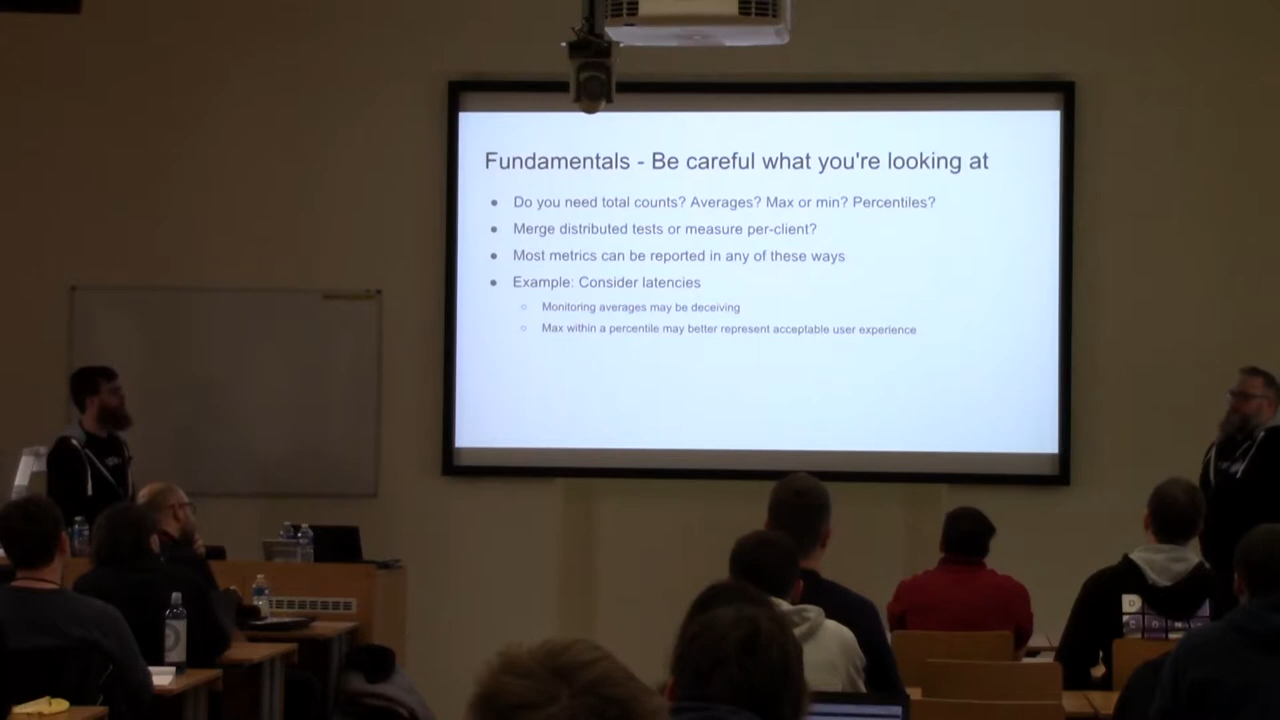 Fundamentals - Be careful what you're looking at
Do you need total counts? Averages? Max or min? Percentiles?
Merge distributed tests or measure per-client?
Most metrics can be reported in any of these ways
Example: Consider latencies
Monitoring averages may be deceiving
Max within a percentile may better represent acceptable user experience